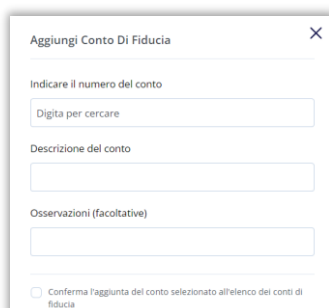 Aggiungi Conto Di Fiducia
Indicare il numero del conto
Digita per cercare
Descrizione del conto
Osservazioni (facoltative)
Conferma l'aggiunta del conto selezionato all'elenco dei conti di
fiducia